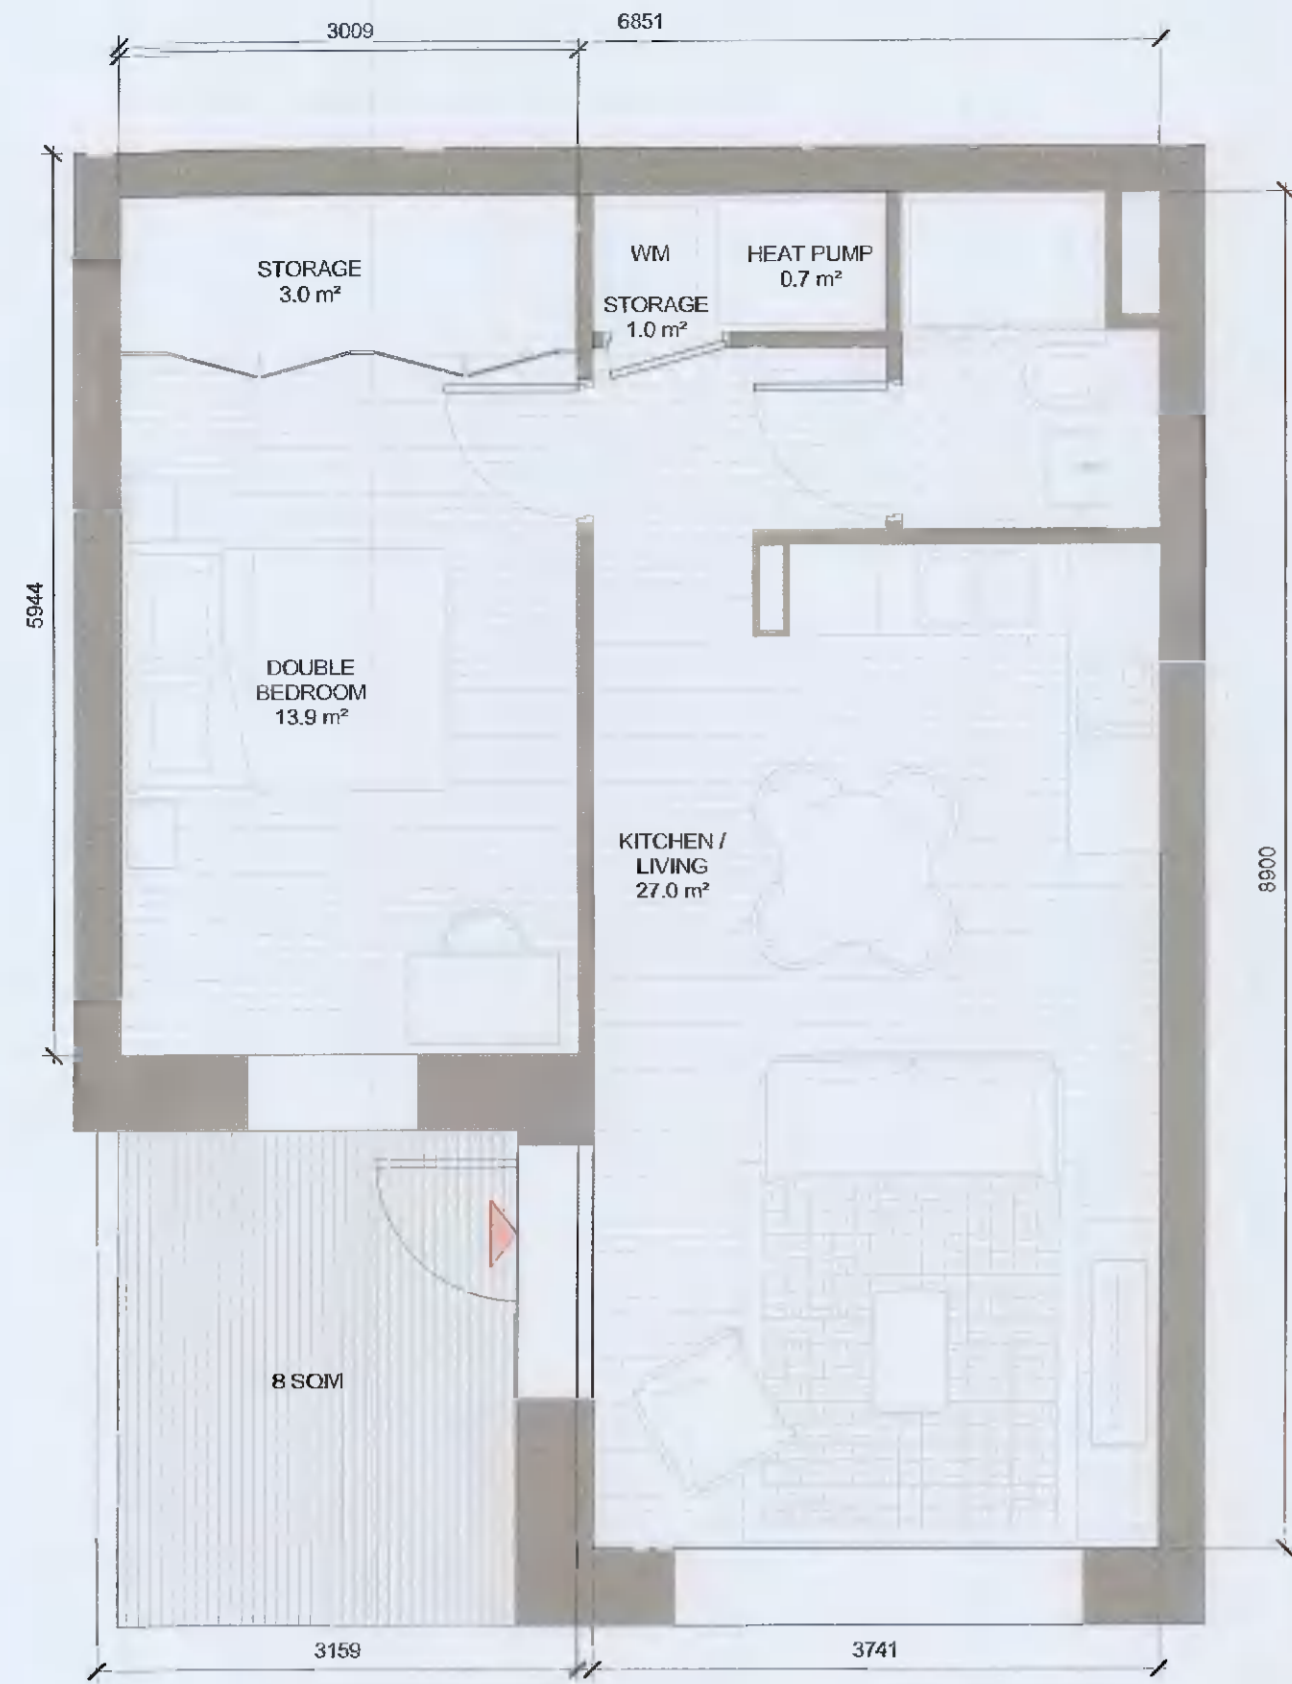 3009
6851
STORAGE
3.0 m²
WM
STORAGE
1.0 m²
HEAT PUMP
0.7 m²
5944
DOUBLE
BEDROOM
13.9 m²
KITCHEN /
LIVING
27.0 m²
8900
8 SQM
3159
3741